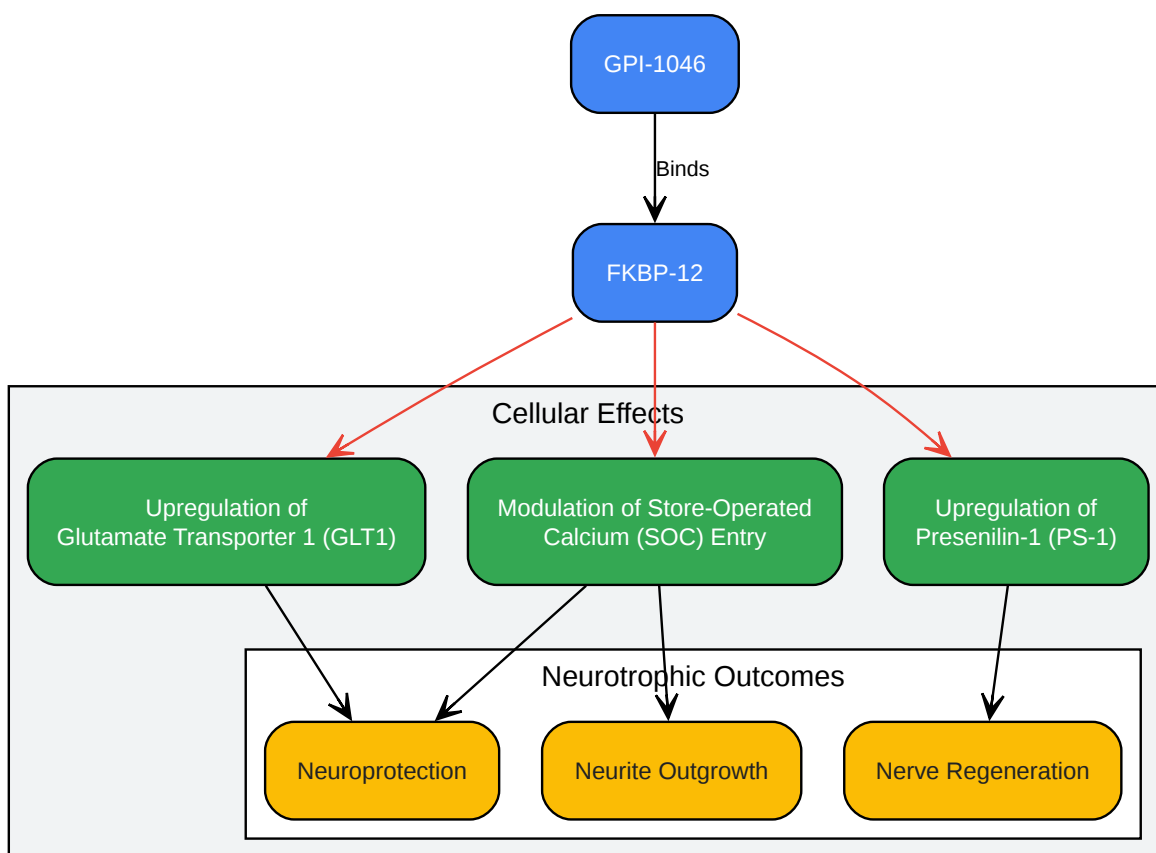 GPI-1046
Binds
FKBP-12
Cellular Effects
Upregulation of
Glutamate Transporter 1 (GLT1)
Modulation of Store-Operated
Calcium (SOC) Entry
Upregulation of
Presenilin-1 (PS-1)
Neurotrophic Outcomes
Neuroprotection
Neurite Outgrowth
Nerve Regeneration